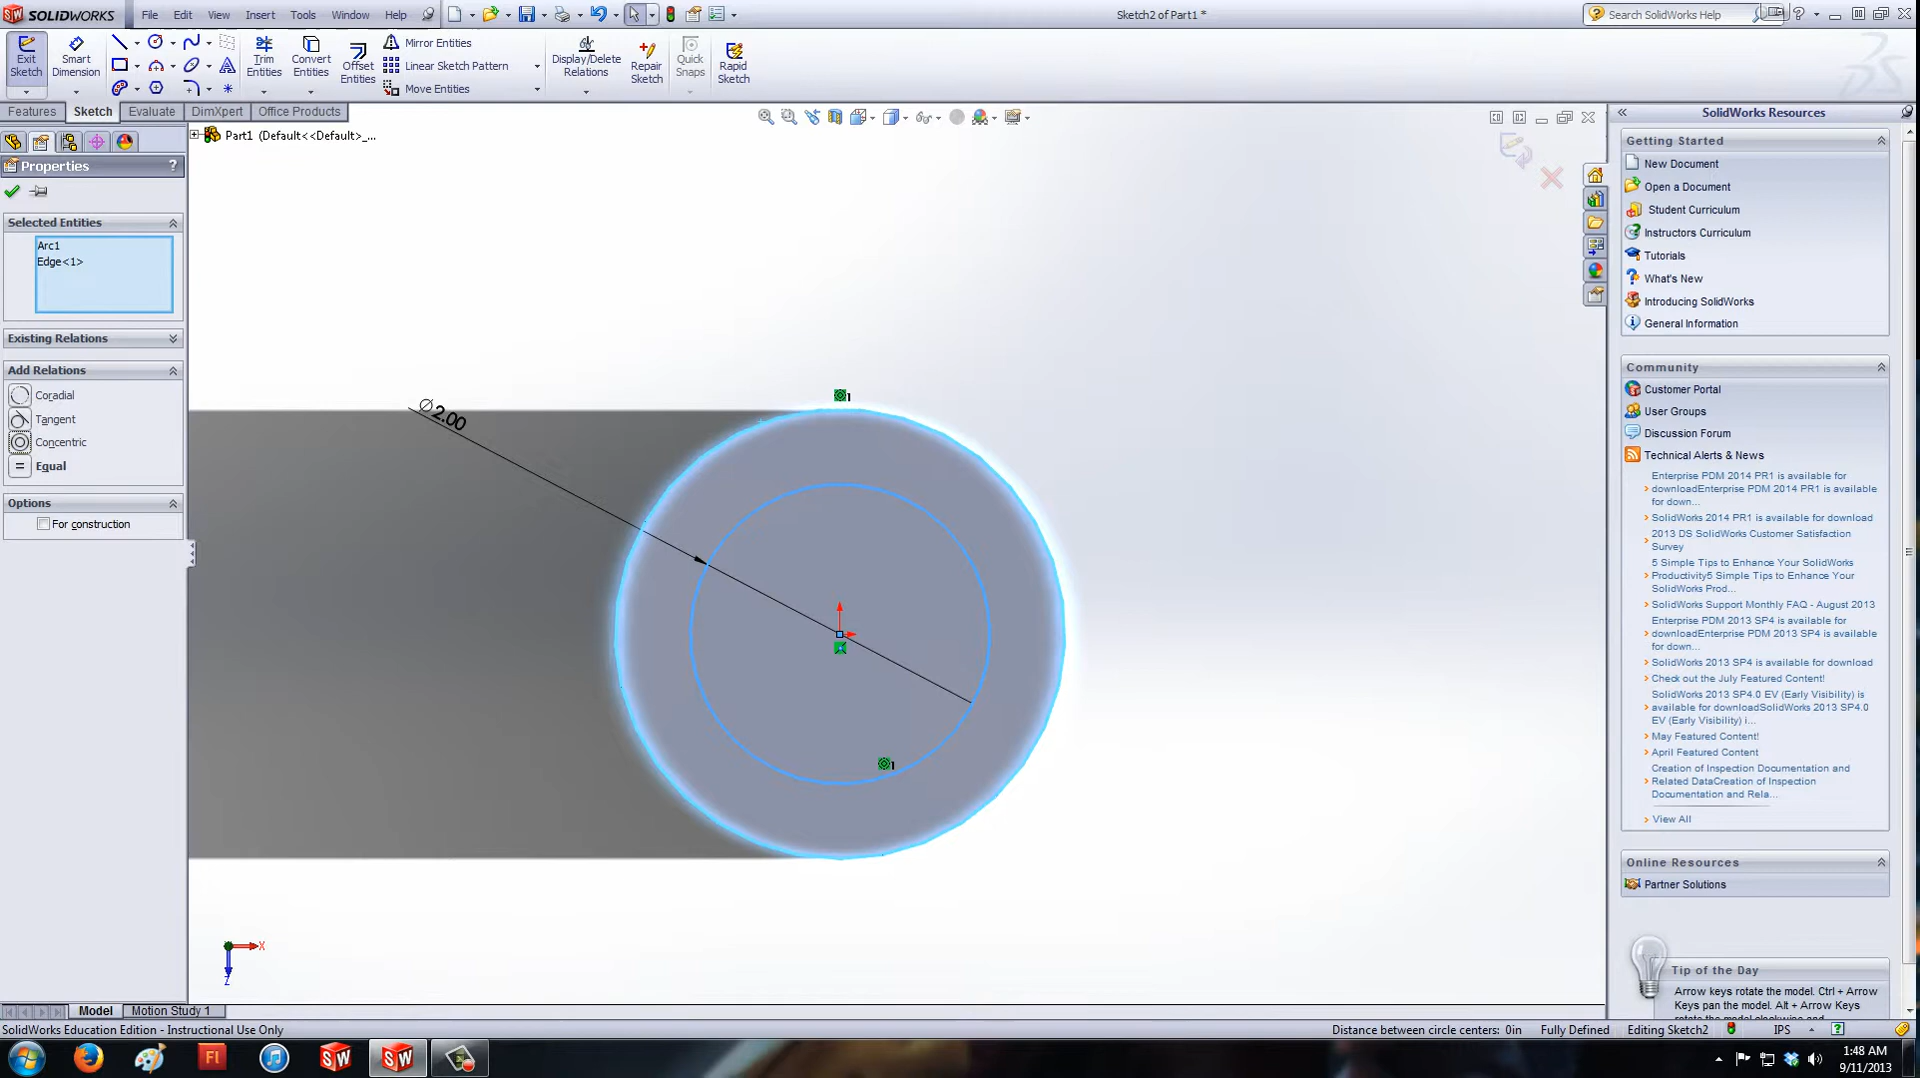 SOLIDWORKS
File Edit View Insert Tools Window Help
Sketch2 of Part1 *
Search SolidWorks Help
Exit Sketch
Smart Dimension
Trim Entities
Convert Entities
Offset Entities
Mirror Entities
Linear Sketch Pattern
Move Entities
Display/Delete Relations
Repair Sketch
Quick Snaps
Rapid Sketch
Features Sketch Evaluate DimXpert Office Products
Part1 (Default<<Default>_...
Properties ?
Selected Entities
Arc1
Edge<1>
Existing Relations
Add Relations
Coradial
Tangent
Concentric
Equal
Options
For construction
∅2.00
1
1
X
Z
SolidWorks Resources
Getting Started
New Document
Open a Document
Student Curriculum
Instructors Curriculum
Tutorials
What's New
Introducing SolidWorks
General Information
Community
Customer Portal
User Groups
Discussion Forum
Technical Alerts & News
Enterprise PDM 2014 PR1 is available for
downloadEnterprise PDM 2014 PR1 is available
for down...
SolidWorks 2014 PR1 is available for download
2013 DS SolidWorks Customer Satisfaction
Survey
5 Simple Tips to Enhance Your SolidWorks
Productivity5 Simple Tips to Enhance Your
SolidWorks Prod...
SolidWorks Support Monthly FAQ - August 2013
Enterprise PDM 2013 SP4 is available for
downloadEnterprise PDM 2013 SP4 is available
for down...
SolidWorks 2013 SP4 is available for download
Check out the July Featured Content!
SolidWorks 2013 SP4.0 EV (Early Visibility) is
available for downloadSolidWorks 2013 SP4.0
EV (Early Visibility) i...
May Featured Content!
April Featured Content
Creation of Inspection Documentation and
Related DataCreation of Inspection
Documentation and Rela...
View All
Online Resources
Partner Solutions
Tip of the Day
Arrow keys rotate the model. Ctrl + Arrow
Keys pan the model. Alt + Arrow Keys
Model Motion Study 1
SolidWorks Education Edition - Instructional Use Only
Distance between circle centers: 0in Fully Defined Editing Sketch2 IPS
1:48 AM
9/11/2013